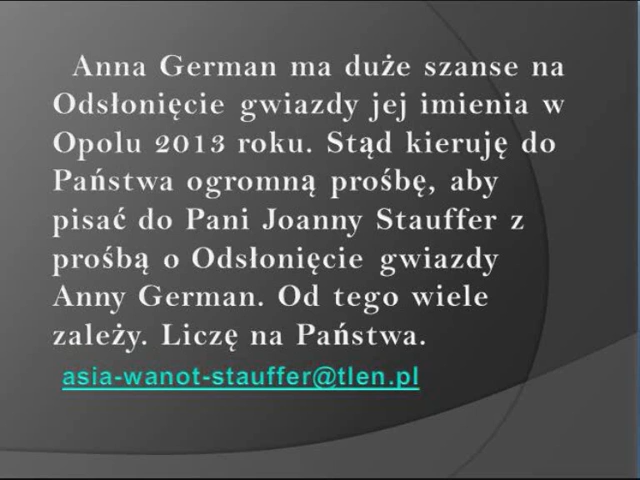 Anna German ma duże szanse na
Odsłonięcie gwiazdy jej imienia w
Opolu 2013 roku. Stąd kieruję do
Państwa ogromną prośbę, aby
pisać do Pani Joanny Stauffer z
prośbą o Odsłonięcie gwiazdy
Anny German. Od tego wiele
zależy. Liczę na Państwa.
asia-wanot-stauffer@tlen.pl